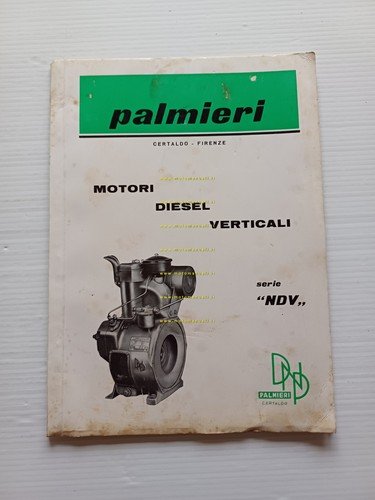 palmieri
CERTALDO - FIRENZE
MOTORI
DIESEL
VERTICALI
serie
“NDV„
PALMIERI
CERTALDO